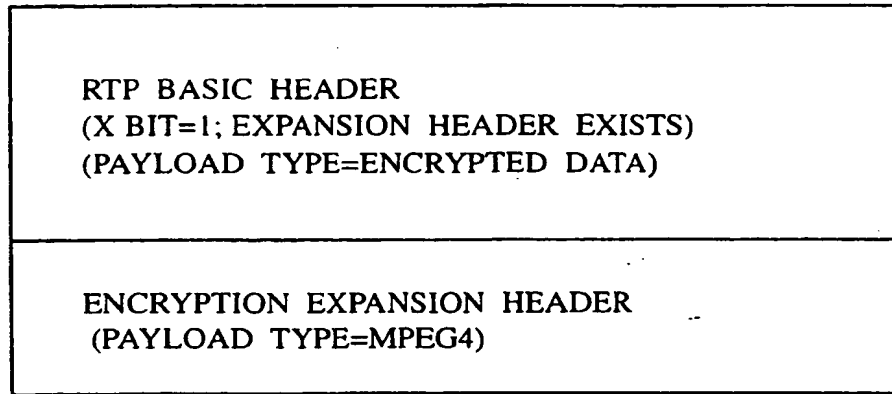 RTP BASIC HEADER
(X BIT=1; EXPANSION HEADER EXISTS)
(PAYLOAD TYPE=ENCRYPTED DATA)
ENCRYPTION EXPANSION HEADER
(PAYLOAD TYPE=MPEG4)